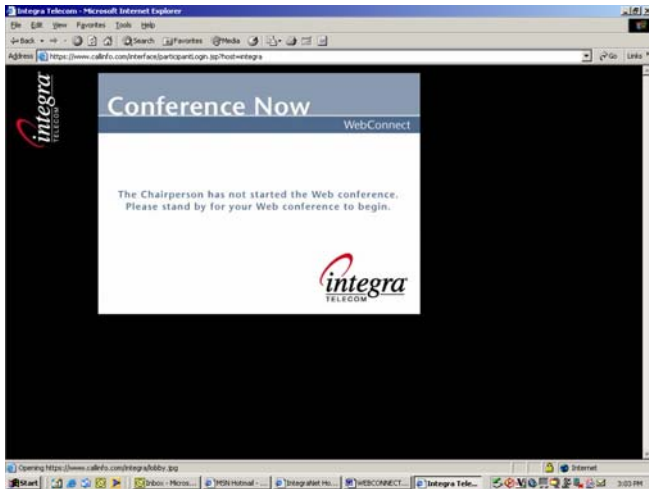 Integra Telecom - Microsoft Internet Explorer
File Edit View Favorites Tools Help
Back Search Favorites Media
Address https://www.callinfo.com/interface/participantLogin.jsp?host=integra Go Links
integra
TELECOM
Conference Now
WebConnect
The Chairperson has not started the Web conference.
Please stand by for your Web conference to begin.
integra
TELECOM
Opening https://www.callinfo.com/integra/lobby.jpg Internet
Start Inbox - Micros... MSN Hotmail - ... IntegraNet Ho... WEBCONNECT... Integra Tele... 3:03 PM